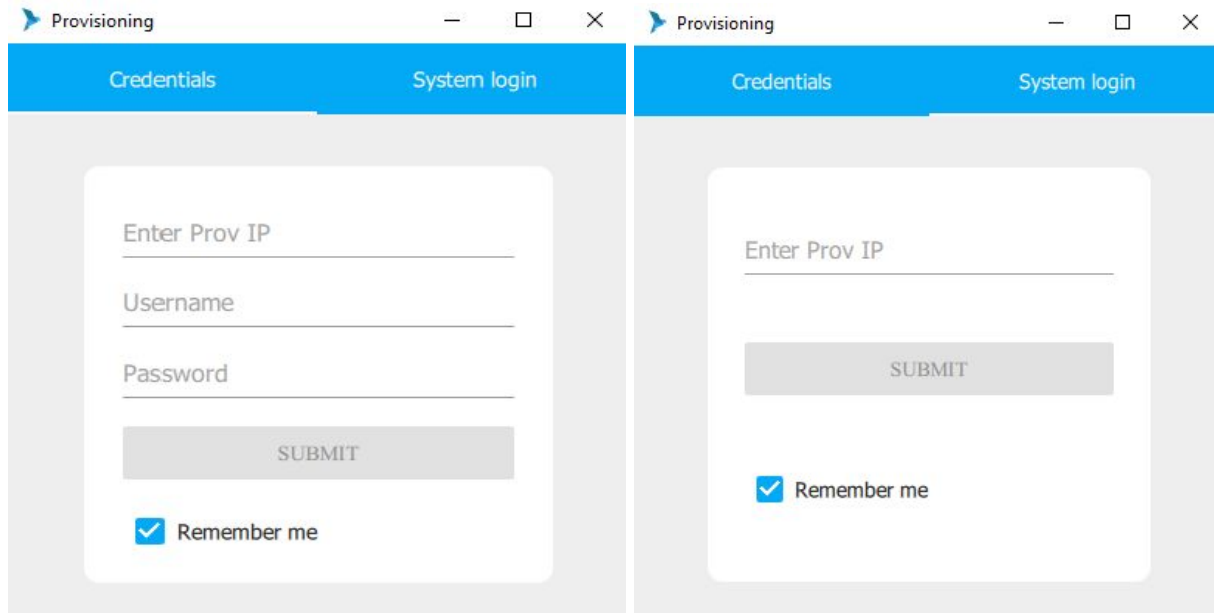 Provisioning
Credentials System login
Enter Prov IP
Username
Password
SUBMIT
Remember me
Provisioning
Credentials System login
Enter Prov IP
SUBMIT
Remember me